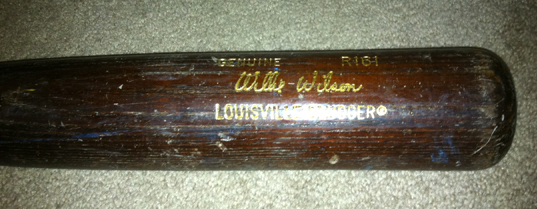 GENUINE R161
Willie Wilson
LOUISVILLE SLUGGER®